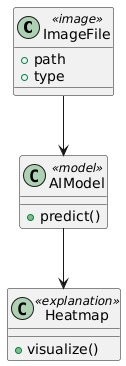 C «image»
ImageFile
path
type
C «model»
AIModel
predict()
C «explanation»
Heatmap
visualize()